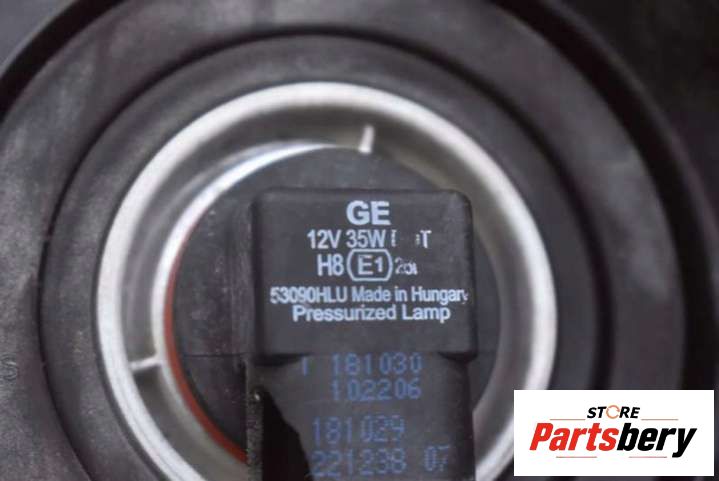 GE
12V 35W
H8 E1
53090HLU Made in Hungary
Pressurized Lamp
181030
102206
181029
221238 07
STORE
Partsbery